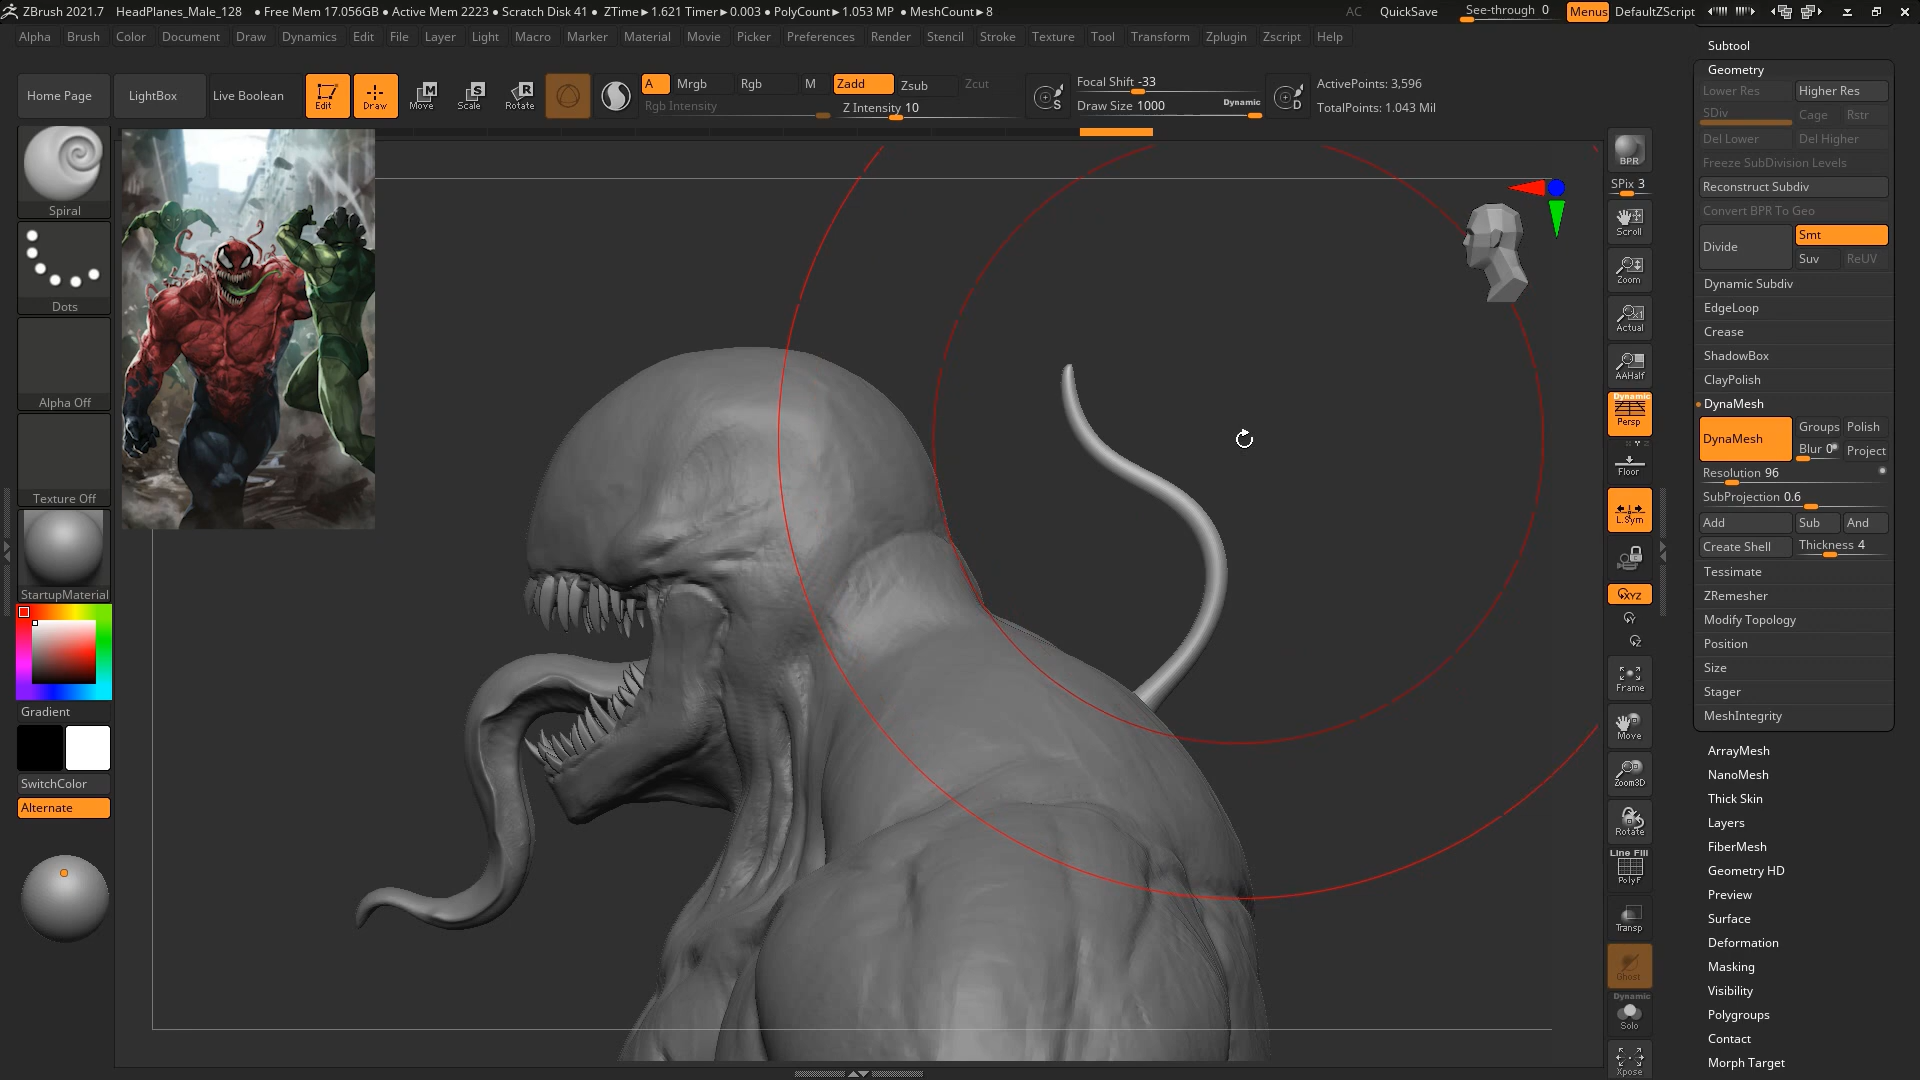 ZBrush 2021.7 HeadPlanes_Male_128 • Free Mem 17.056GB • Active Mem 2223 • Scratch Disk 41 • ZTime►1.621 Timer►0.003 • PolyCount►1.053 MP • MeshCount►8 AC QuickSave See-through 0 Menus DefaultZScript
Alpha Brush Color Document Draw Dynamics Edit File Layer Light Macro Marker Material Movie Picker Preferences Render Stencil Stroke Texture Tool Transform Zplugin Zscript Help
Home Page LightBox Live Boolean Edit Draw Move Scale Rotate
A Mrgb Rgb M Zadd Zsub Zcut
Rgb Intensity Z Intensity 10
Focal Shift -33
Draw Size 1000 Dynamic
S
D
ActivePoints: 3,596
TotalPoints: 1.043 Mil
Spiral
Dots
Alpha Off
Texture Off
StartupMaterial
Gradient
SwitchColor
Alternate
BPR
SPix 3
Scroll
Zoom
Actual
AAHalf
Dynamic
Persp
Floor
L.Sym
XYZ
Y
Z
Frame
Move
Zoom3D
Rotate
Line Fill
PolyF
Transp
Ghost
Dynamic
Solo
Xpose
Subtool
Geometry
Lower Res Higher Res
SDiv Cage Rstr
Del Lower Del Higher
Freeze SubDivision Levels
Reconstruct Subdiv
Convert BPR To Geo
Divide Smt
Suv ReUV
Dynamic Subdiv
EdgeLoop
Crease
ShadowBox
ClayPolish
DynaMesh
DynaMesh Groups Polish
Blur 0 Project
Resolution 96
SubProjection 0.6
Add Sub And
Create Shell Thickness 4
Tessimate
ZRemesher
Modify Topology
Position
Size
Stager
MeshIntegrity
ArrayMesh
NanoMesh
Thick Skin
Layers
FiberMesh
Geometry HD
Preview
Surface
Deformation
Masking
Visibility
Polygroups
Contact
Morph Target